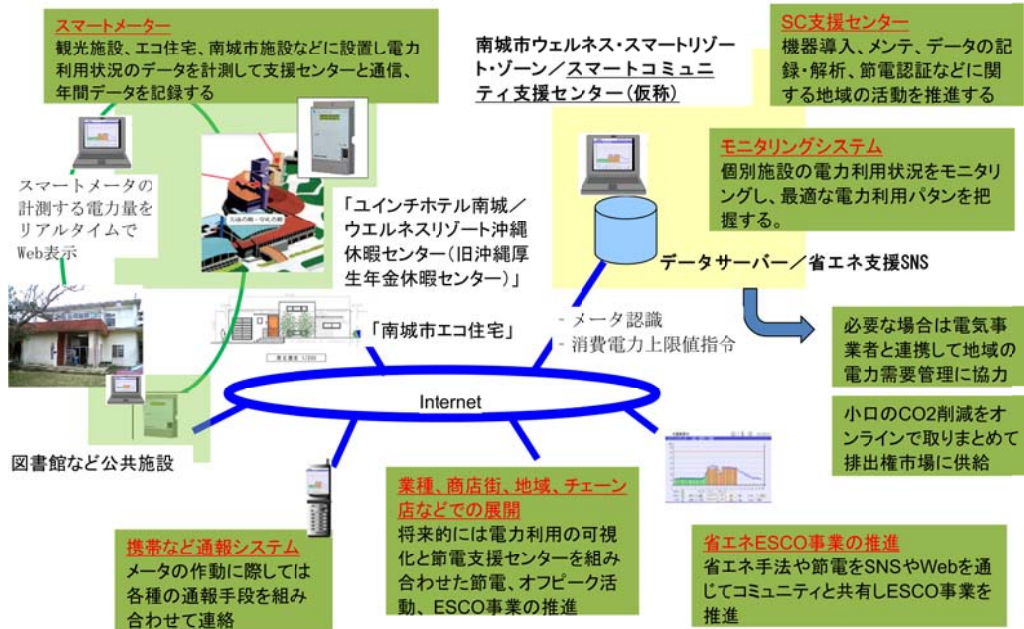 スマートメーター
観光施設、エコ住宅、南城市施設などに設置し電力
利用状況のデータを計測して支援センターと通信、
年間データを記録する
南城市ウェルネス・スマートリゾー
ト・ゾーン／スマートコミュニ
ティ支援センター（仮称）
SC支援センター
機器導入、メンテ、データの記
録・解析、節電認証などに関
する地域の活動を推進する
モニタリングシステム
個別施設の電力利用状況をモニタ
リングし、最適な電力利用パタンを把
握する。
スマートメータの
計測する電力量を
リアルタイムで
Web表示
「ユインチホテル南城／
ウエルネスリゾート沖縄
休暇センター（旧沖縄厚
生年金休暇センター）」
データサーバー／省エネ支援SNS
「南城市エコ住宅」
- メータ認識
- 消費電力上限値指令
必要な場合は電気事
業者と連携して地域の
電力需要管理に協力
小口のCO2削減をオ
ンラインで取りまとめて
排出権市場に供給
Internet
図書館など公共施設
携帯など通報システム
メータの作動に際しては
各種の通報手段を組み
合わせて連絡
業種、商店街、地域、チェーン
店などでの展開
将来的には電力利用の可視
化と節電支援センターを組み
合わせた節電、オフピーク活
動、ESCO事業の推進
省エネESCO事業の推進
省エネ手法や節電をSNSやWebを通
じてコミュニティと共有しESCO事業を
推進